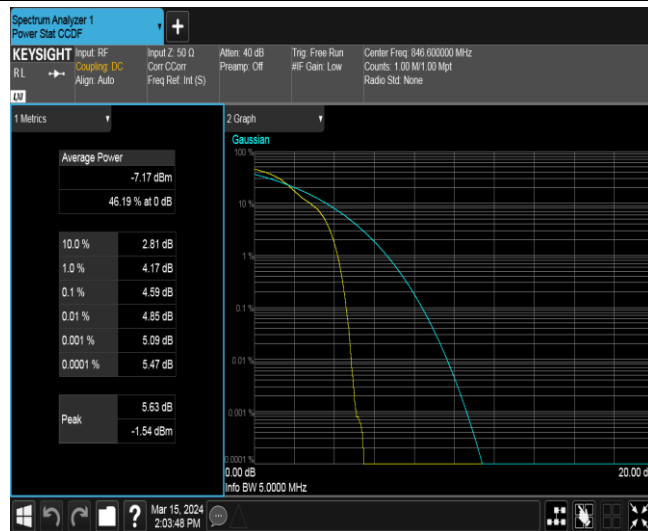 Spectrum Analyzer 1
Power Stat CCDF
+
KEYSIGHT
RL
LXI
Input: RF
Coupling: DC
Align: Auto
Input Z: 50 Ω
Corr CCorr
Freq Ref: Int (S)
Atten: 40 dB
Preamp: Off
Trig: Free Run
#IF Gain: Low
Center Freq: 846.600000 MHz
Counts: 1.00 M/1.00 Mpt
Radio Std: None
1 Metrics
Average Power
-7.17 dBm
46.19 % at 0 dB
10.0 % 2.81 dB
1.0 % 4.17 dB
0.1 % 4.59 dB
0.01 % 4.85 dB
0.001 % 5.09 dB
0.0001 % 5.47 dB
Peak
5.63 dB
-1.54 dBm
2 Graph
Gaussian
100 %
10 %
1 %
0.1 %
0.01 %
0.001 %
0.0001 %
0.00 dB
20.00 d
Info BW 5.0000 MHz
?
Mar 15, 2024
2:03:48 PM